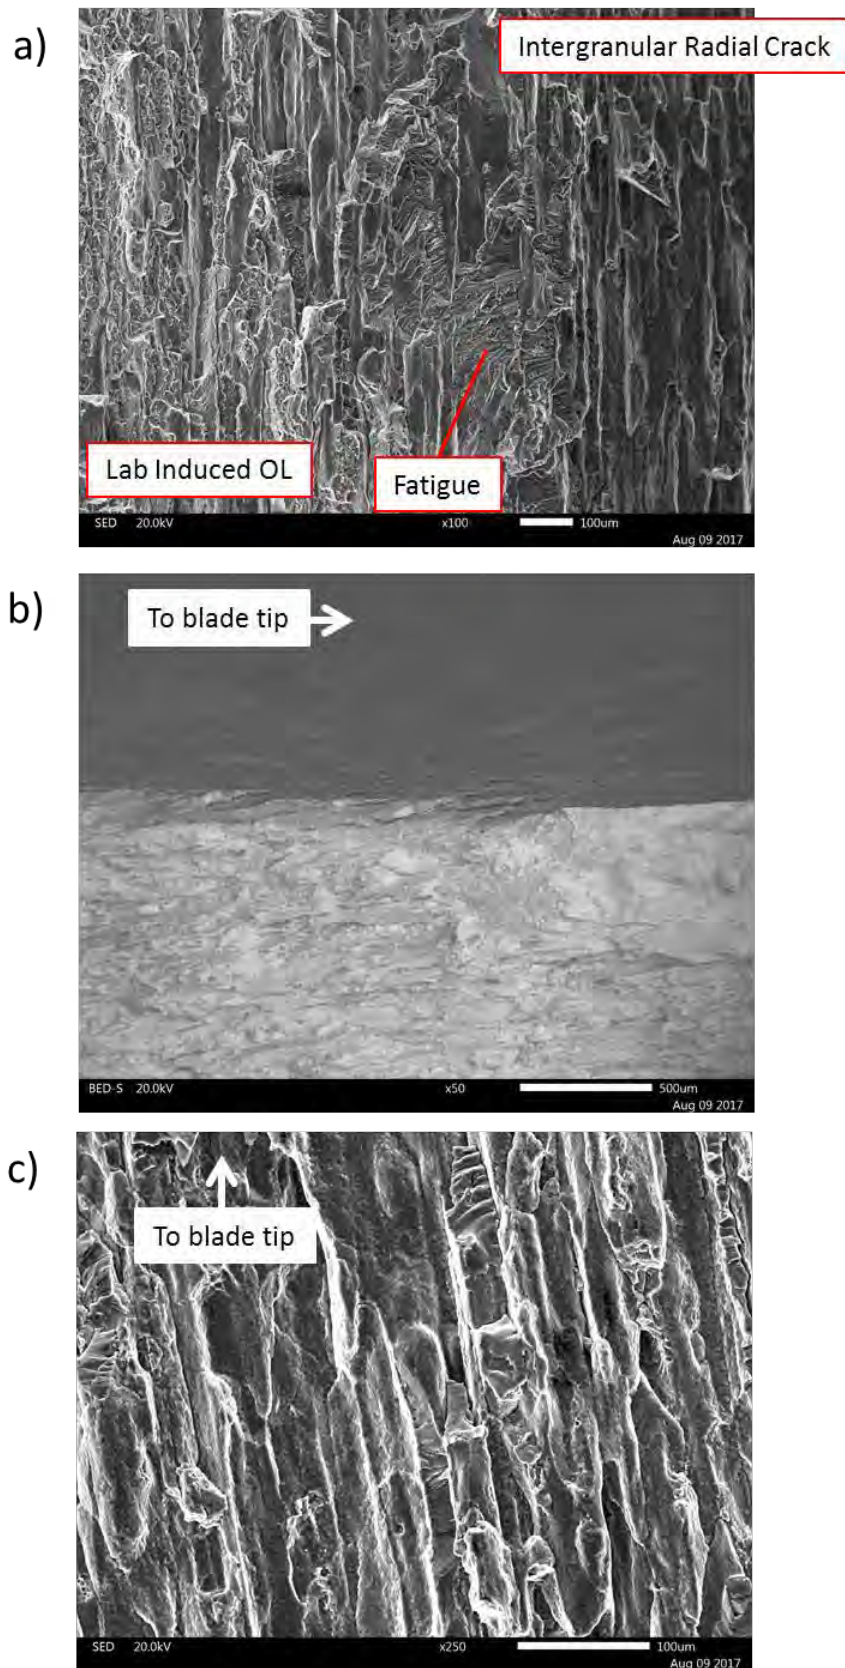 a)
Intergranular Radial Crack
Lab Induced OL
Fatigue
SED 20.0kV x100 100um
Aug 09 2017
b)
To blade tip
BED-S 20.0kV x50 500um
Aug 09 2017
c)
To blade tip
SED 20.0kV x250 100um
Aug 09 2017